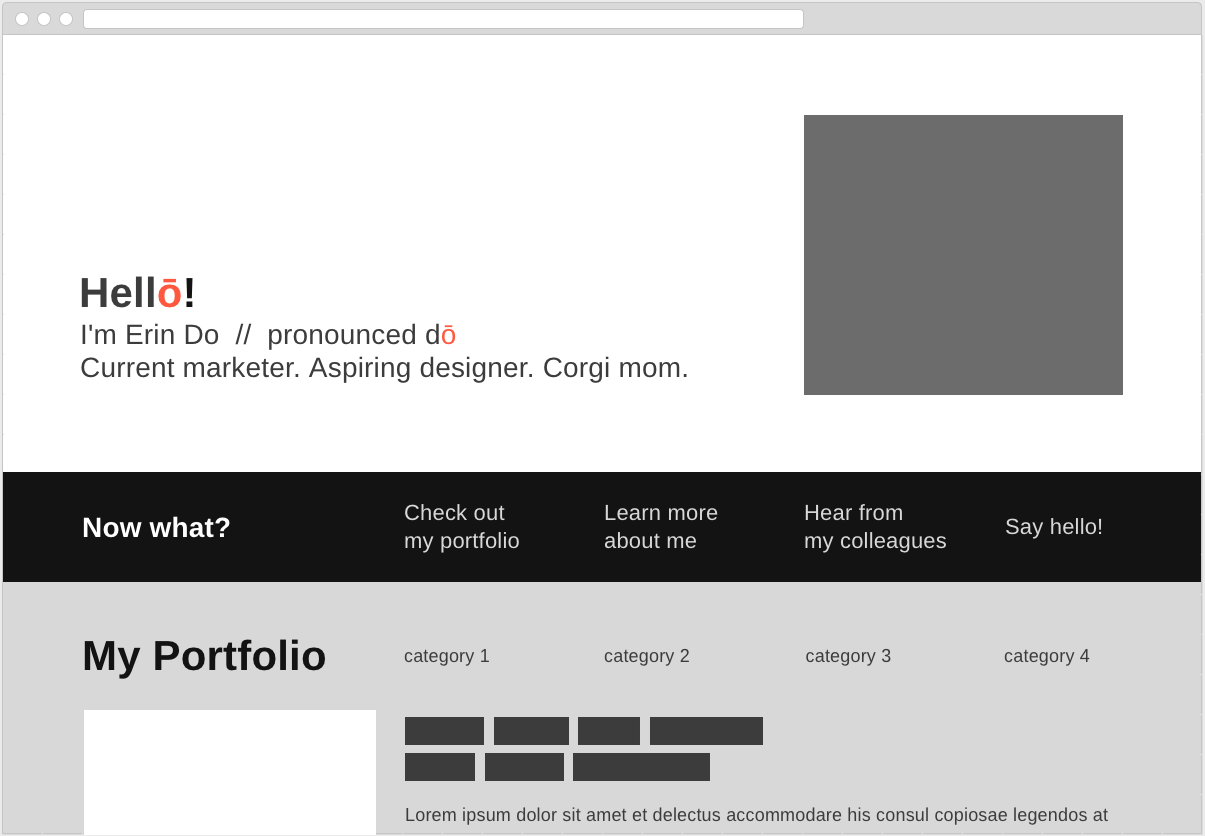 Hellō!
I'm Erin Do // pronounced dō
Current marketer. Aspiring designer. Corgi mom.
Now what?
Check out
my portfolio
Learn more
about me
Hear from
my colleagues
Say hello!
My Portfolio
category 1
category 2
category 3
category 4
Lorem ipsum dolor sit amet et delectus accommodare his consul copiosae legendos at